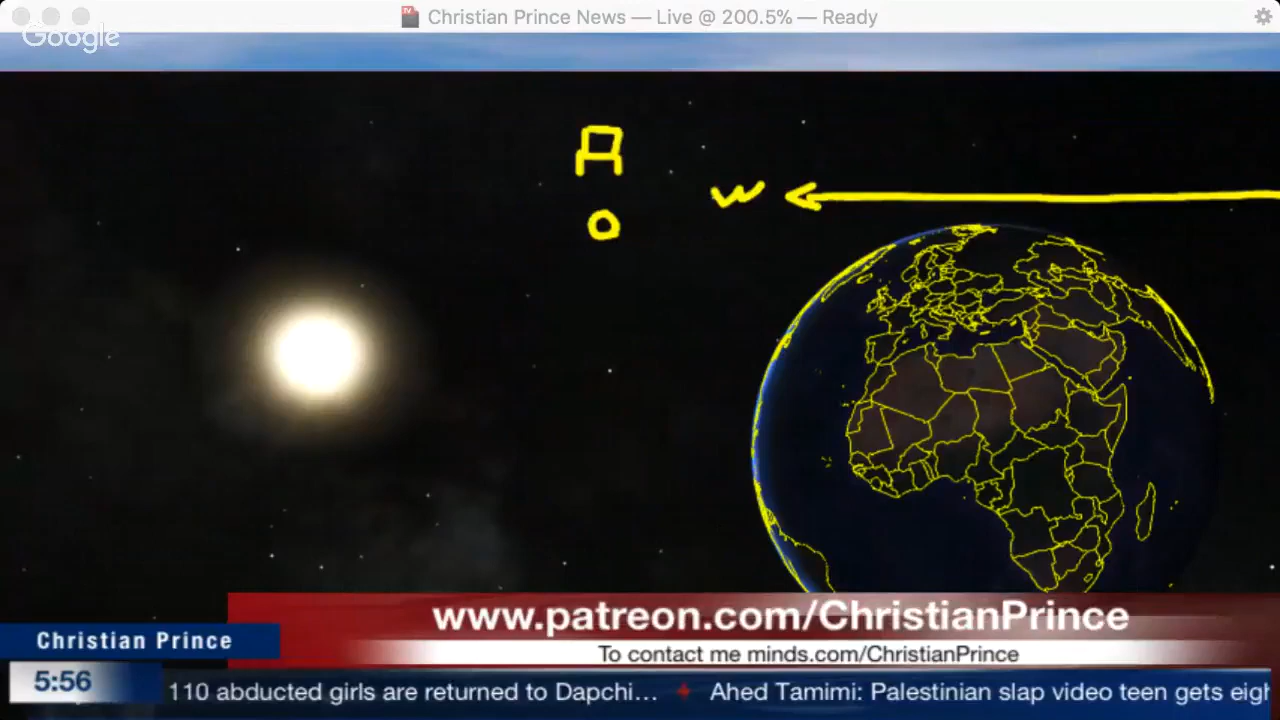 Christian Prince News — Live @ 200.5% — Ready
Google
W
www.patreon.com/ChristianPrince
To contact me minds.com/ChristianPrince
Christian Prince
5:56
110 abducted girls are returned to Dapchi... Ahed Tamimi: Palestinian slap video teen gets eigh